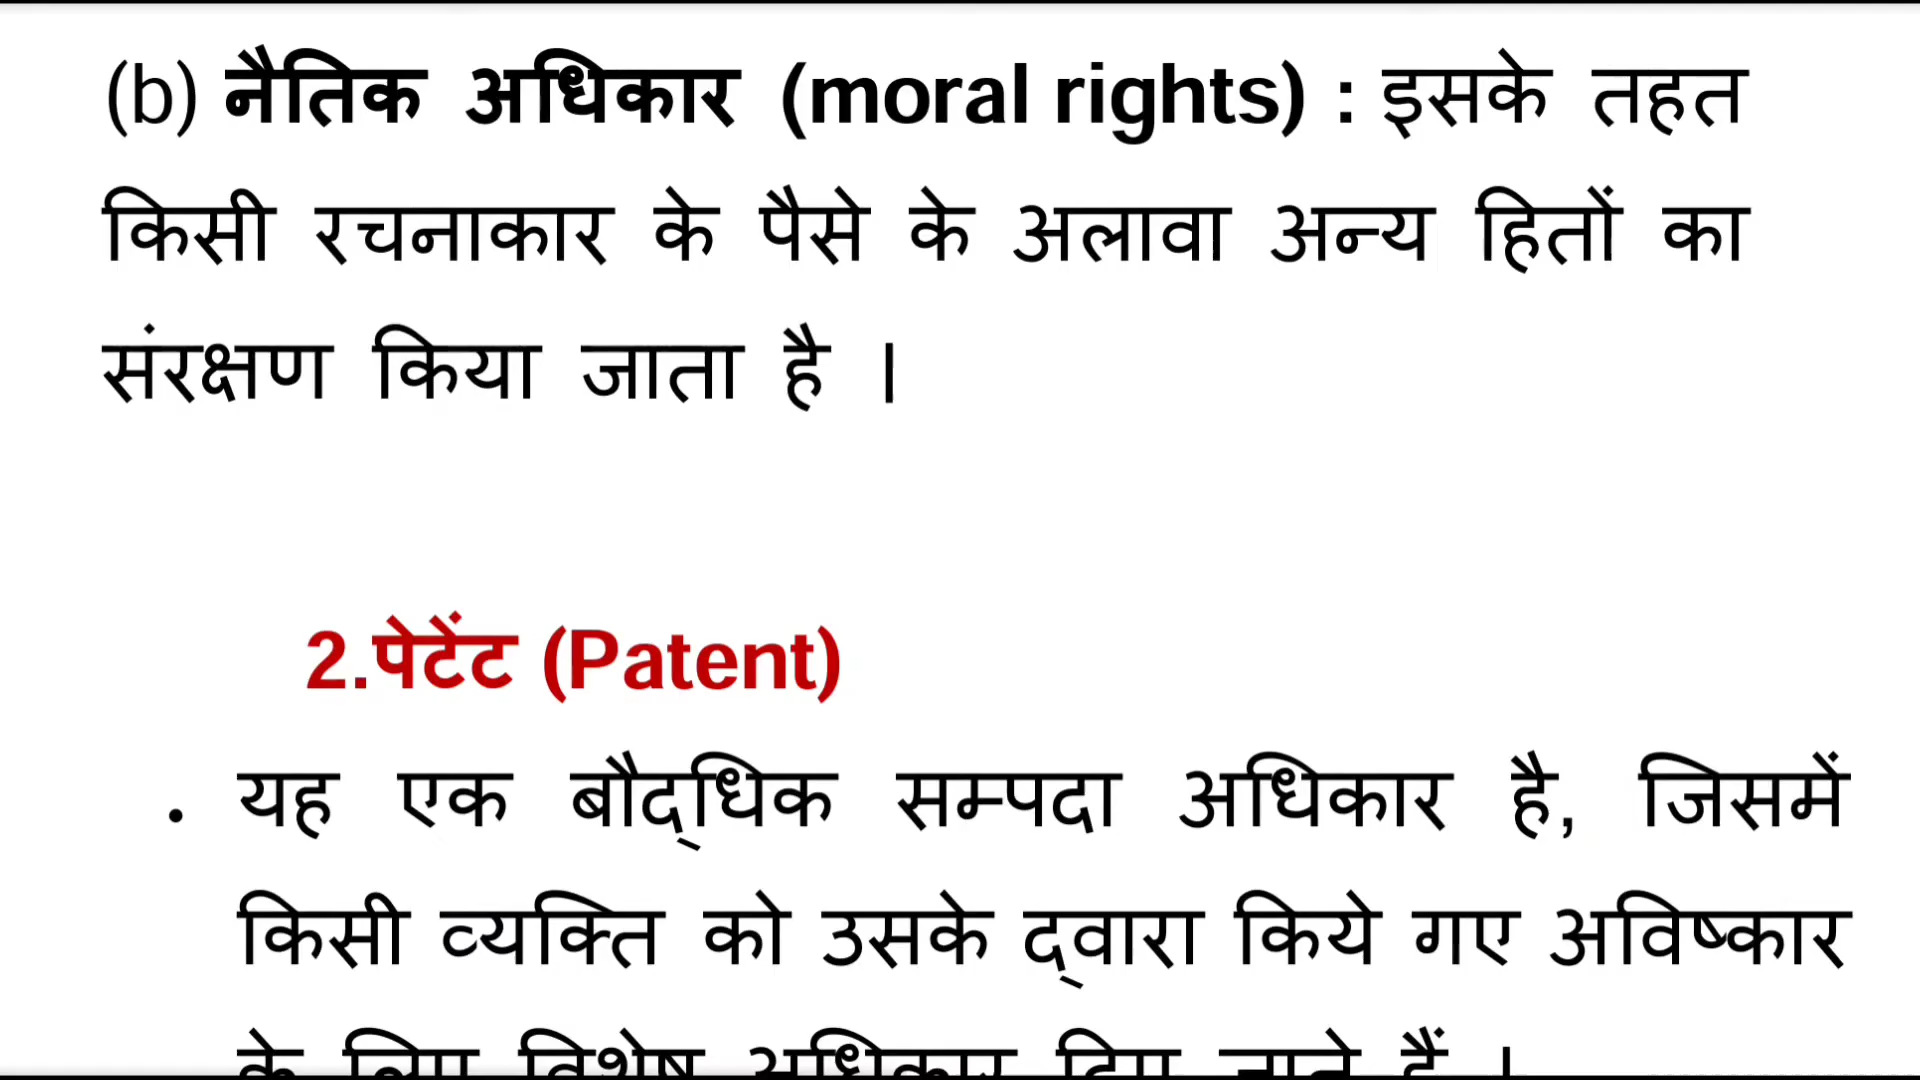 (b) नैतिक अधिकार (moral rights) : इसके तहत
किसी रचनाकार के पैसे के अलावा अन्य हितों का
संरक्षण किया जाता है ।
2.पेटेंट (Patent)
• यह एक बौद्धिक सम्पदा अधिकार है, जिसमें
किसी व्यक्ति को उसके द्वारा किये गए अविष्कार
के लिए विशेष अधिकार दिए जाते हैं ।